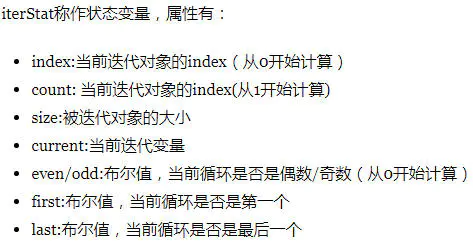 iterStat称作状态变量，属性有：
index:当前迭代对象的index（从0开始计算）
count: 当前迭代对象的index(从1开始计算)
size:被迭代对象的大小
current:当前迭代变量
even/odd:布尔值，当前循环是否是偶数/奇数（从0开始计算）
first:布尔值，当前循环是否是第一个
last:布尔值，当前循环是否是最后一个